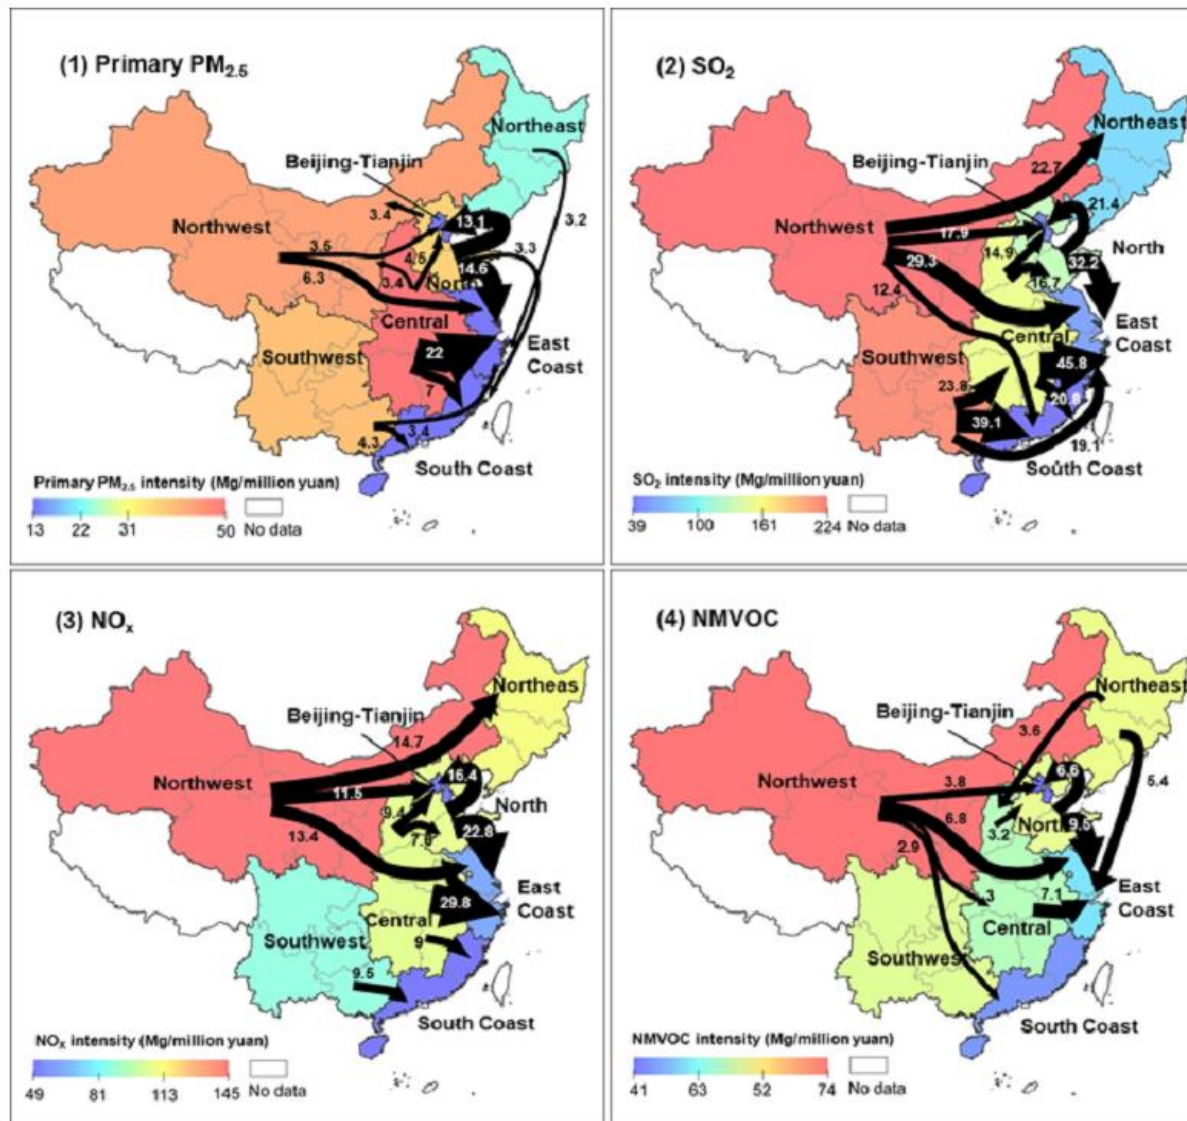 (1) Primary PM2.5
Northeast
Beijing-Tianjin
3.4
13.1
3.2
Northwest
3.5
4.5
3.3
6.3
3.4
14.6
North
Central
22
East
Coast
Southwest
7
3.4
4.3
South Coast
Primary PM2.5 intensity (Mg/million yuan)
13 22 31 50 No data
(2) SO2
Northeast
Beijing-Tianjin
22.7
21.4
Northwest
17.9
14.9
North
29.3
32.2
12.4
16.7
Central
East
Coast
Southwest
45.8
23.8
20.8
39.1
19.1
South Coast
SO2 intensity (Mg/million yuan)
39 100 161 224 No data
(3) NOx
Northeas
Beijing-Tianjin
14.7
16.4
Northwest
11.5
9.4
North
13.4
22.8
East
Coast
29.8
Central
Southwest
9
9.5
South Coast
NOx intensity (Mg/million yuan)
49 81 113 145 No data
(4) NMVOC
Northeast
Beijing-Tianjin
3.6
6.6
5.4
Northwest
3.8
6.8
3.2
North
9.5
2.9
3
7.1
East
Coast
Central
Southwest
South Coast
NMVOC intensity (Mg/million yuan)
41 63 52 74 No data